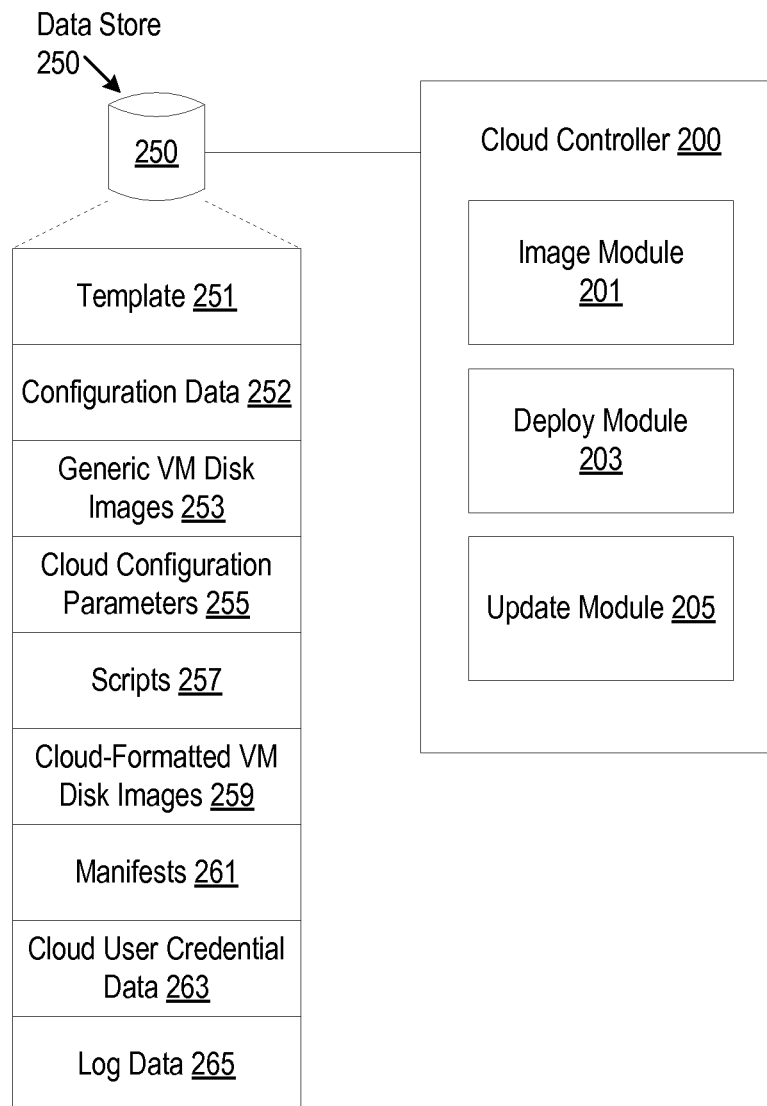 Data Store
250
250
Cloud Controller 200
Image Module
201
Deploy Module
203
Update Module 205
Template 251
Configuration Data 252
Generic VM Disk
Images 253
Cloud Configuration
Parameters 255
Scripts 257
Cloud-Formatted VM
Disk Images 259
Manifests 261
Cloud User Credential
Data 263
Log Data 265